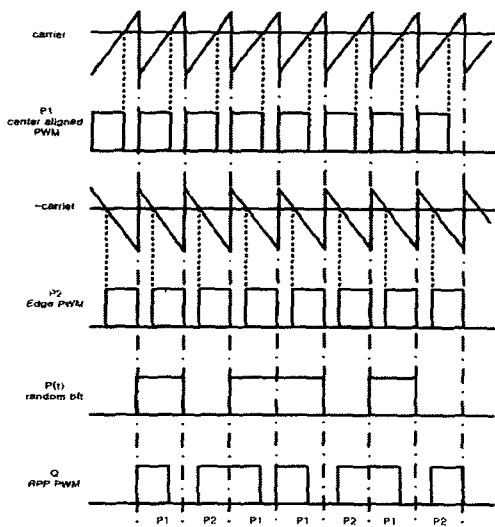 carrier
P1
center aligned
PWM
-carrier
P2
Edge PWM
P(t)
random bit
Q
RPP PWM
P1 P2 P1 P1 P2 P1 P2